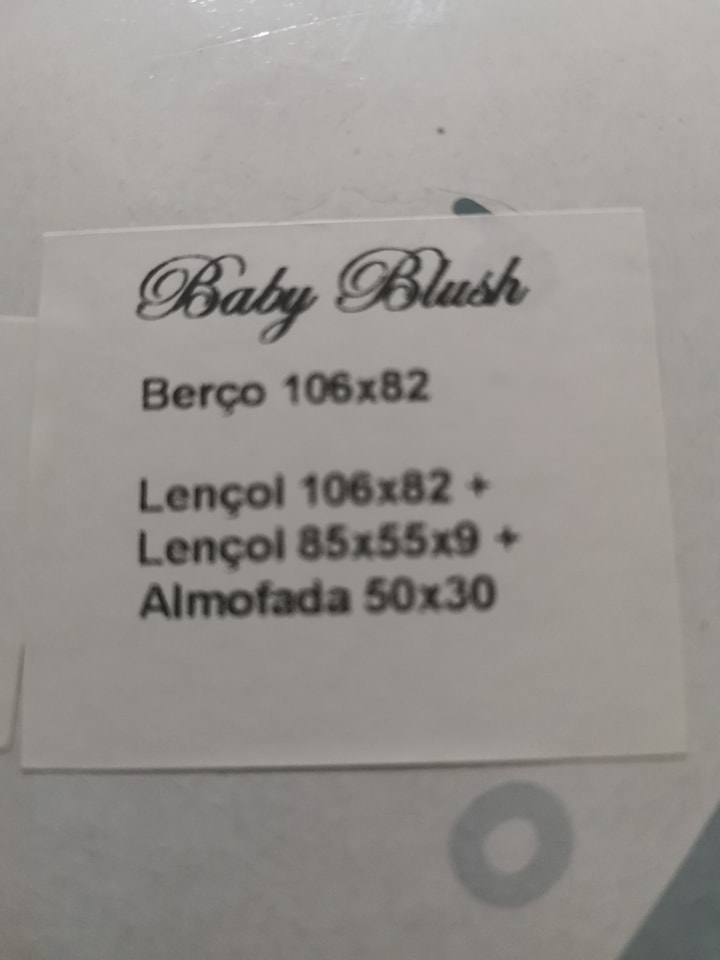 Baby Blush
Berço 106x82
Lençol 106x82 +
Lençol 85x55x9 +
Almofada 50x30